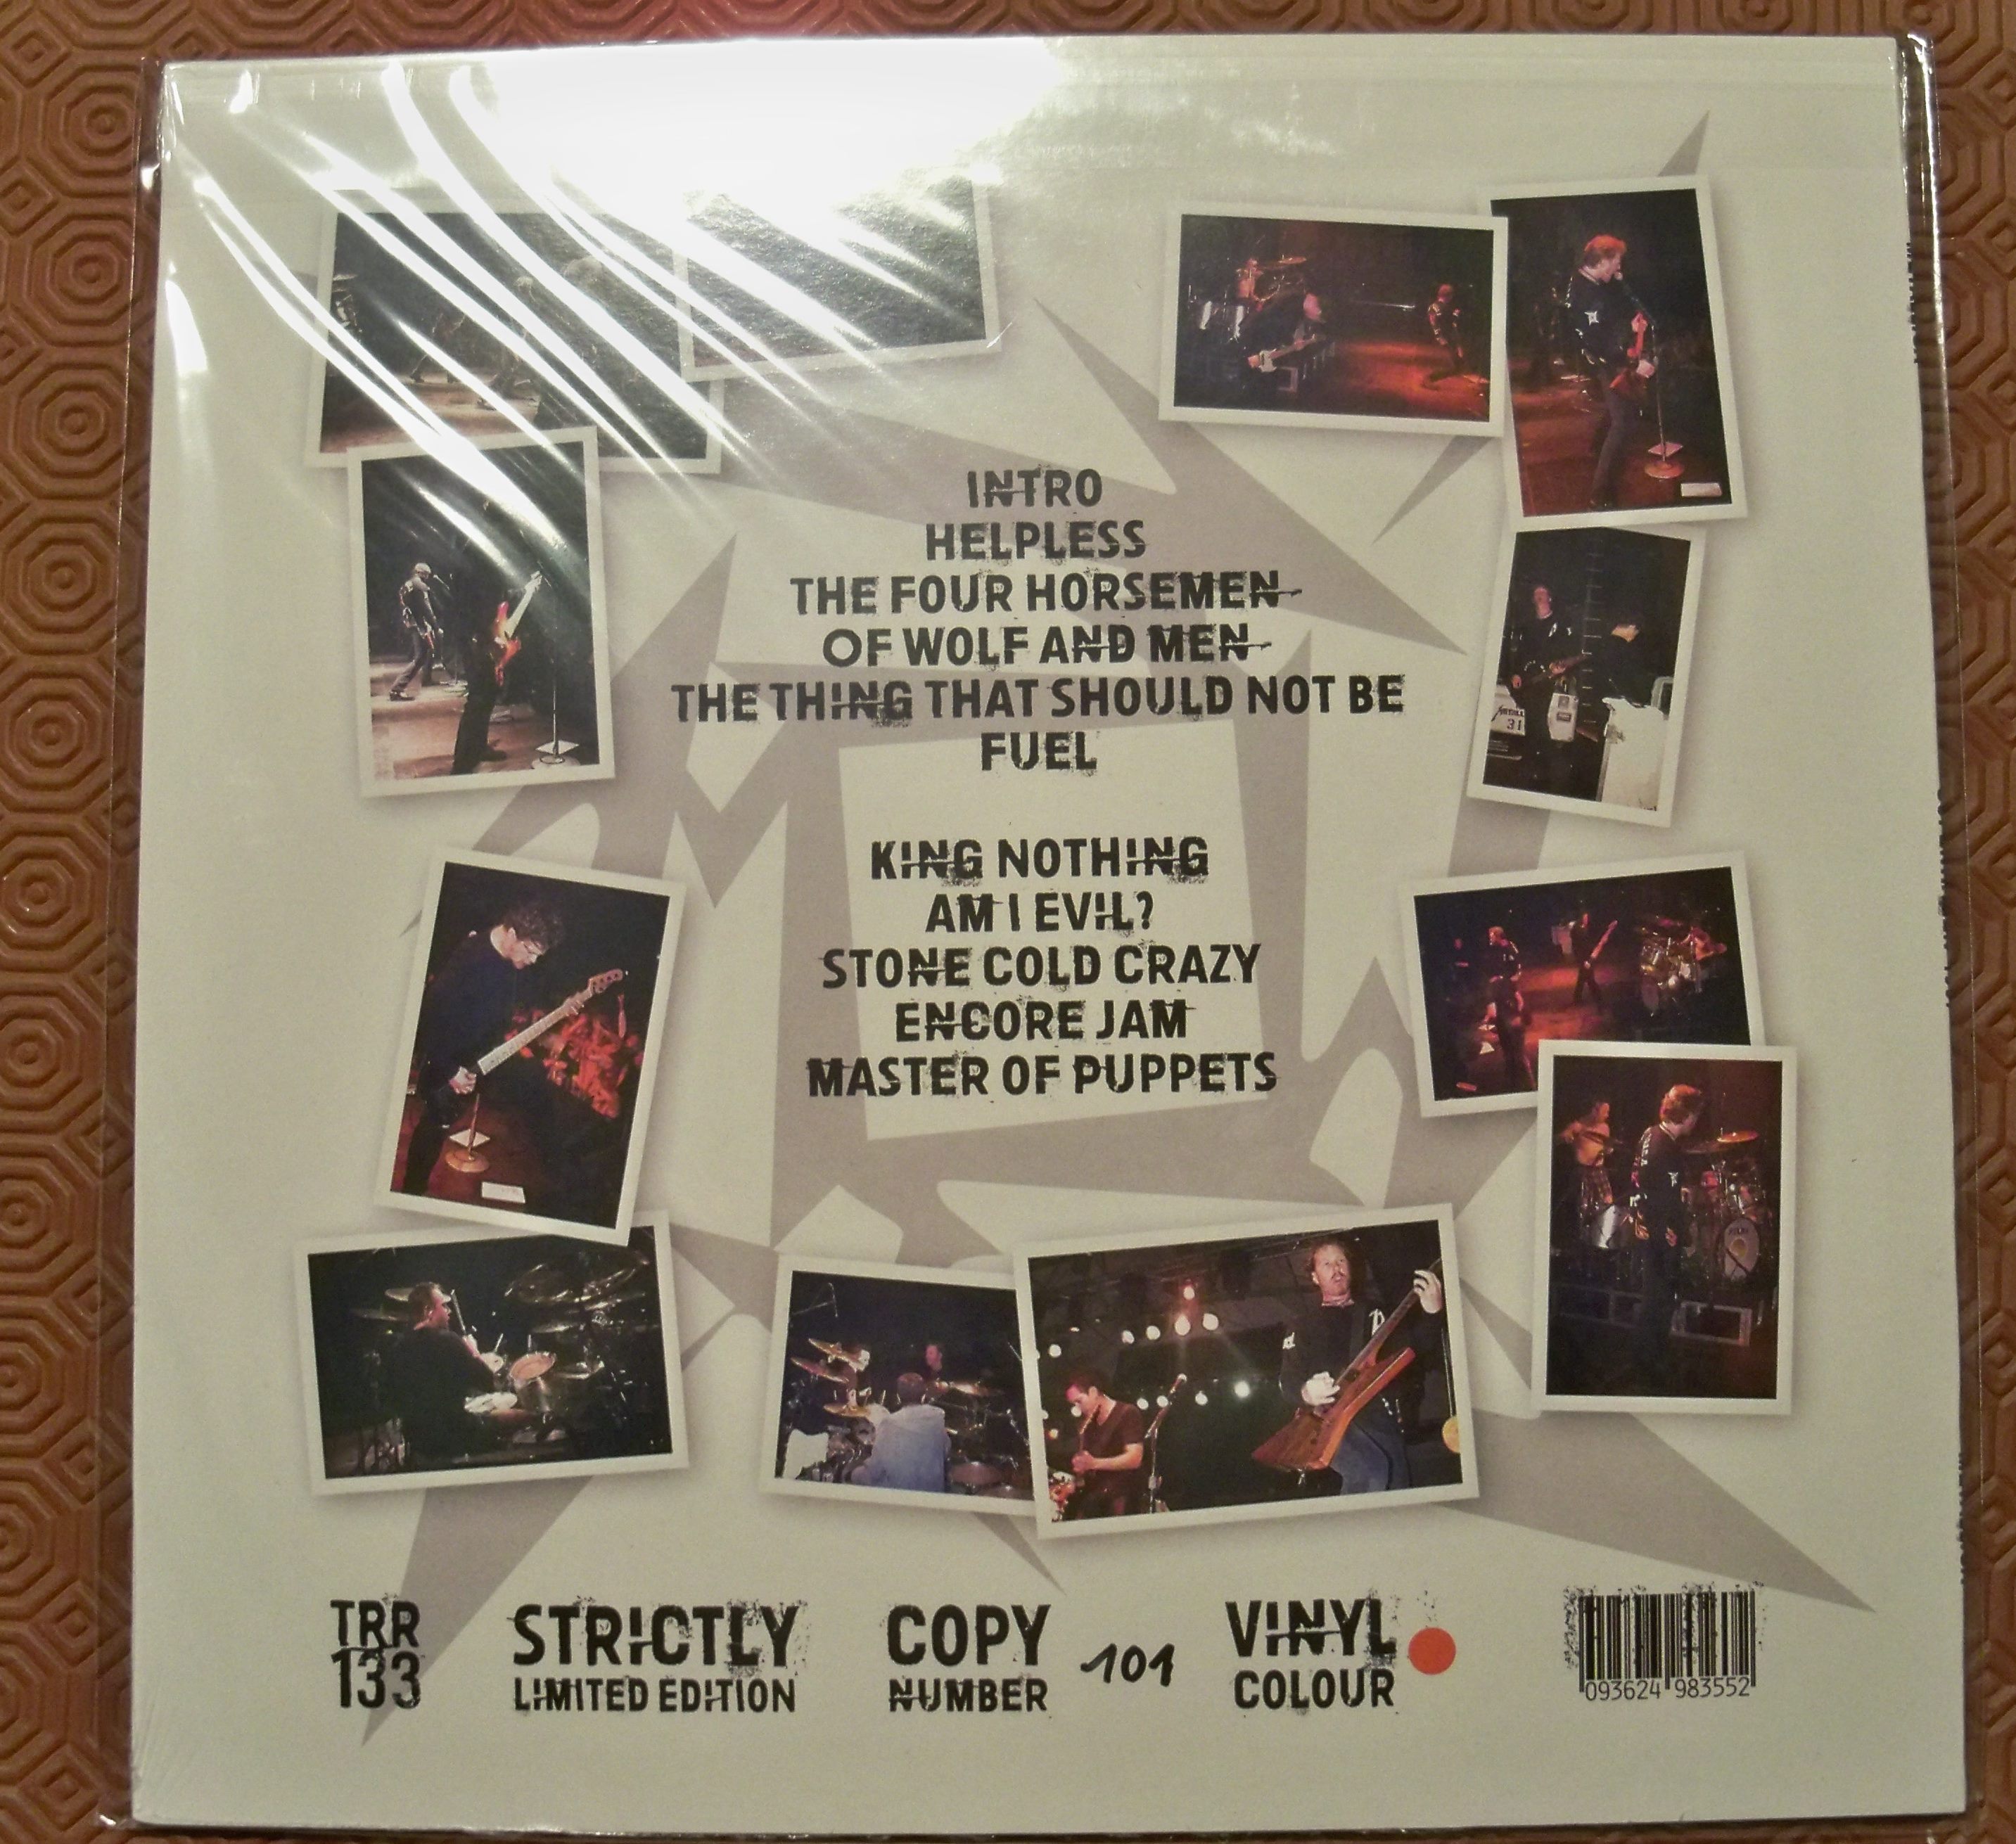 INTRO
HELPLESS
THE FOUR HORSEMEN
OF WOLF AND MEN
THE THING THAT SHOULD NOT BE
FUEL
KING NOTHING
AM I EVIL?
STONE COLD CRAZY
ENCORE JAM
MASTER OF PUPPETS
TRR
133
STRICTLY
LIMITED EDITION
COPY
NUMBER
101
VINYL
COLOUR
093624 983552